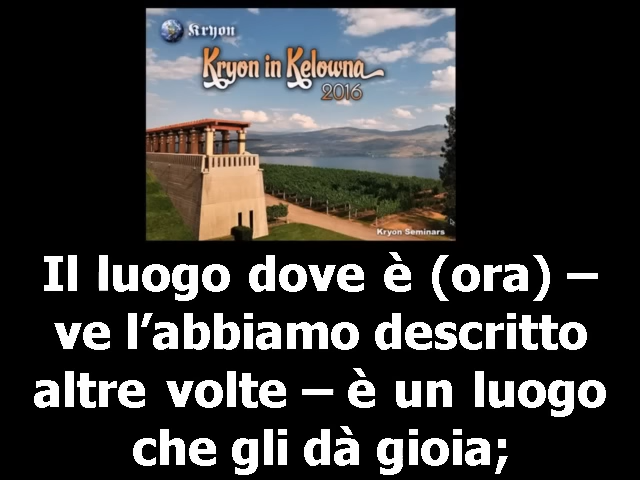 Kryon
Kryon in Kelowna
2016
Kryon Seminars
Il luogo dove è (ora) –
ve l’abbiamo descritto
altre volte – è un luogo
che gli dà gioia;